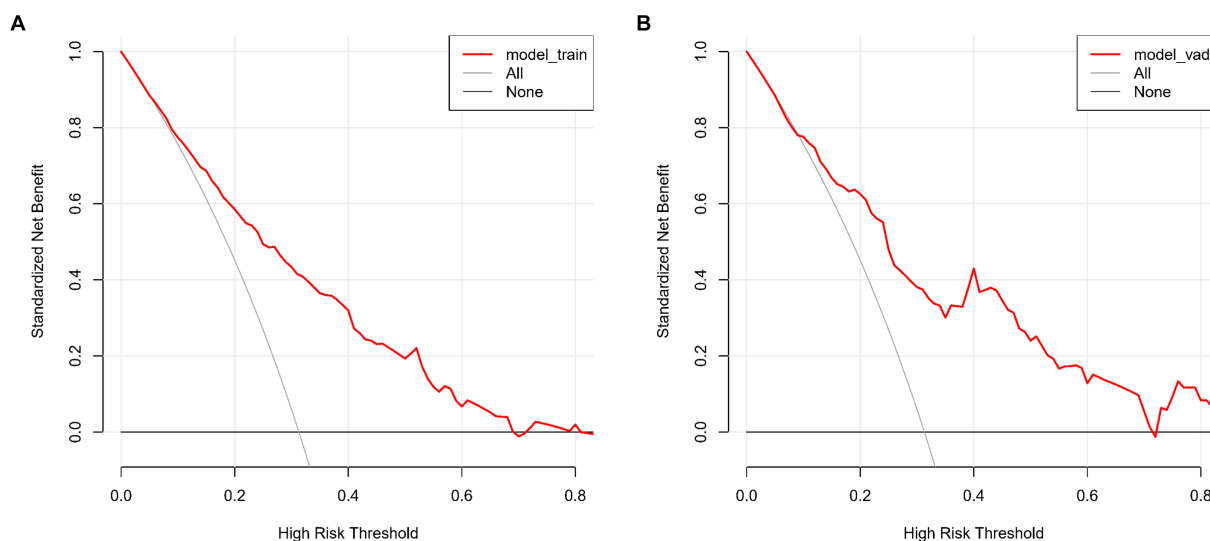 A
model_train
All
None
Standardized Net Benefit
1.0
0.8
0.6
0.4
0.2
0.0
0.0 0.2 0.4 0.6 0.8
High Risk Threshold
B
model_vad
All
None
Standardized Net Benefit
1.0
0.8
0.6
0.4
0.2
0.0
0.0 0.2 0.4 0.6 0.8
High Risk Threshold